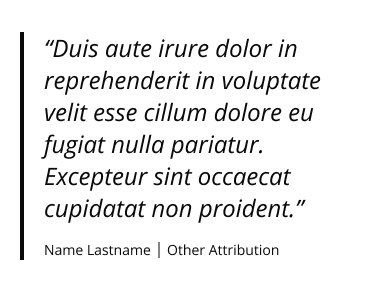 “Duis aute irure dolor in
reprehenderit in voluptate
velit esse cillum dolore eu
fugiat nulla pariatur.
Excepteur sint occaecat
cupidatat non proident.”
Name Lastname | Other Attribution